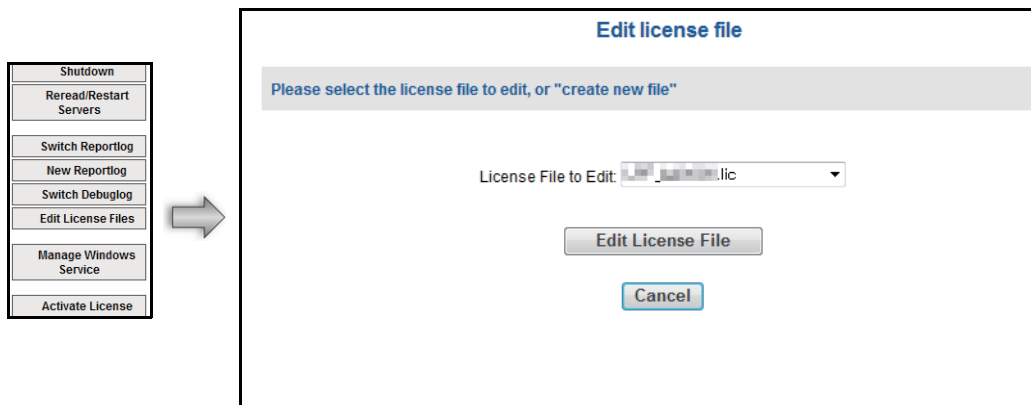 Shutdown
Reread/Restart
Servers
Switch Reportlog
New Reportlog
Switch Debuglog
Edit License Files
Manage Windows
Service
Activate License
Edit license file
Please select the license file to edit, or "create new file"
License File to Edit: .lic
Edit License File
Cancel